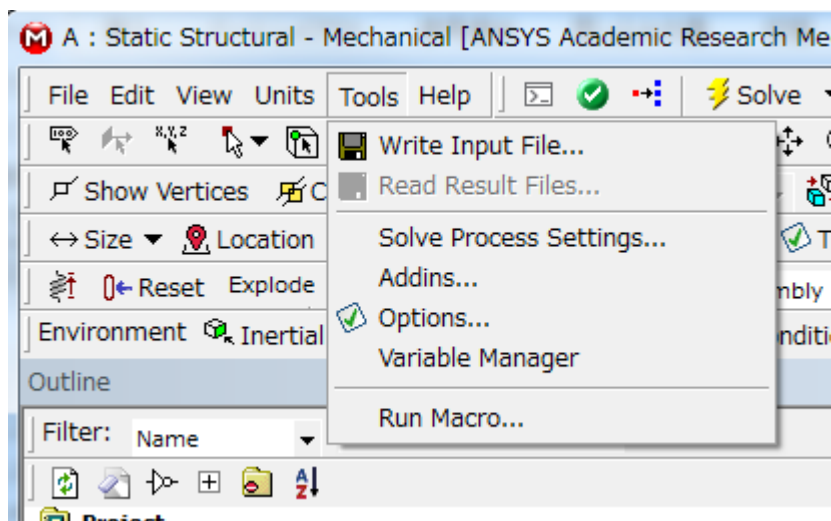 A : Static Structural - Mechanical [ANSYS Academic Research Me
File Edit View Units Tools Help Solve
Write Input File...
Show Vertices
Read Result Files...
Size Location
Solve Process Settings...
Reset Explode
Addins...
Environment Inertial
Options...
Variable Manager
Outline
Run Macro...
Filter: Name
Project